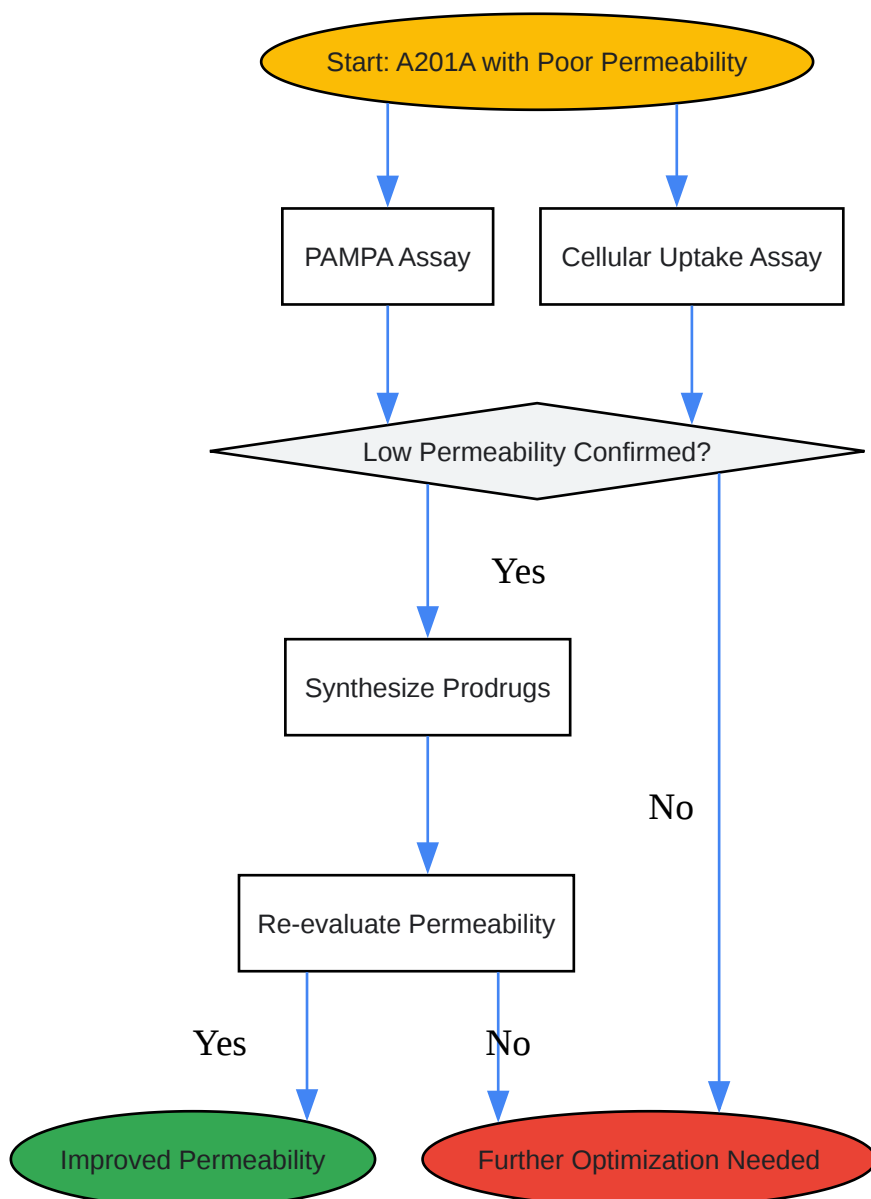 Start: A201A with Poor Permeability
PAMPA Assay
Cellular Uptake Assay
Low Permeability Confirmed?
Yes
Synthesize Prodrugs
No
Re-evaluate Permeability
Yes
No
Improved Permeability
Further Optimization Needed